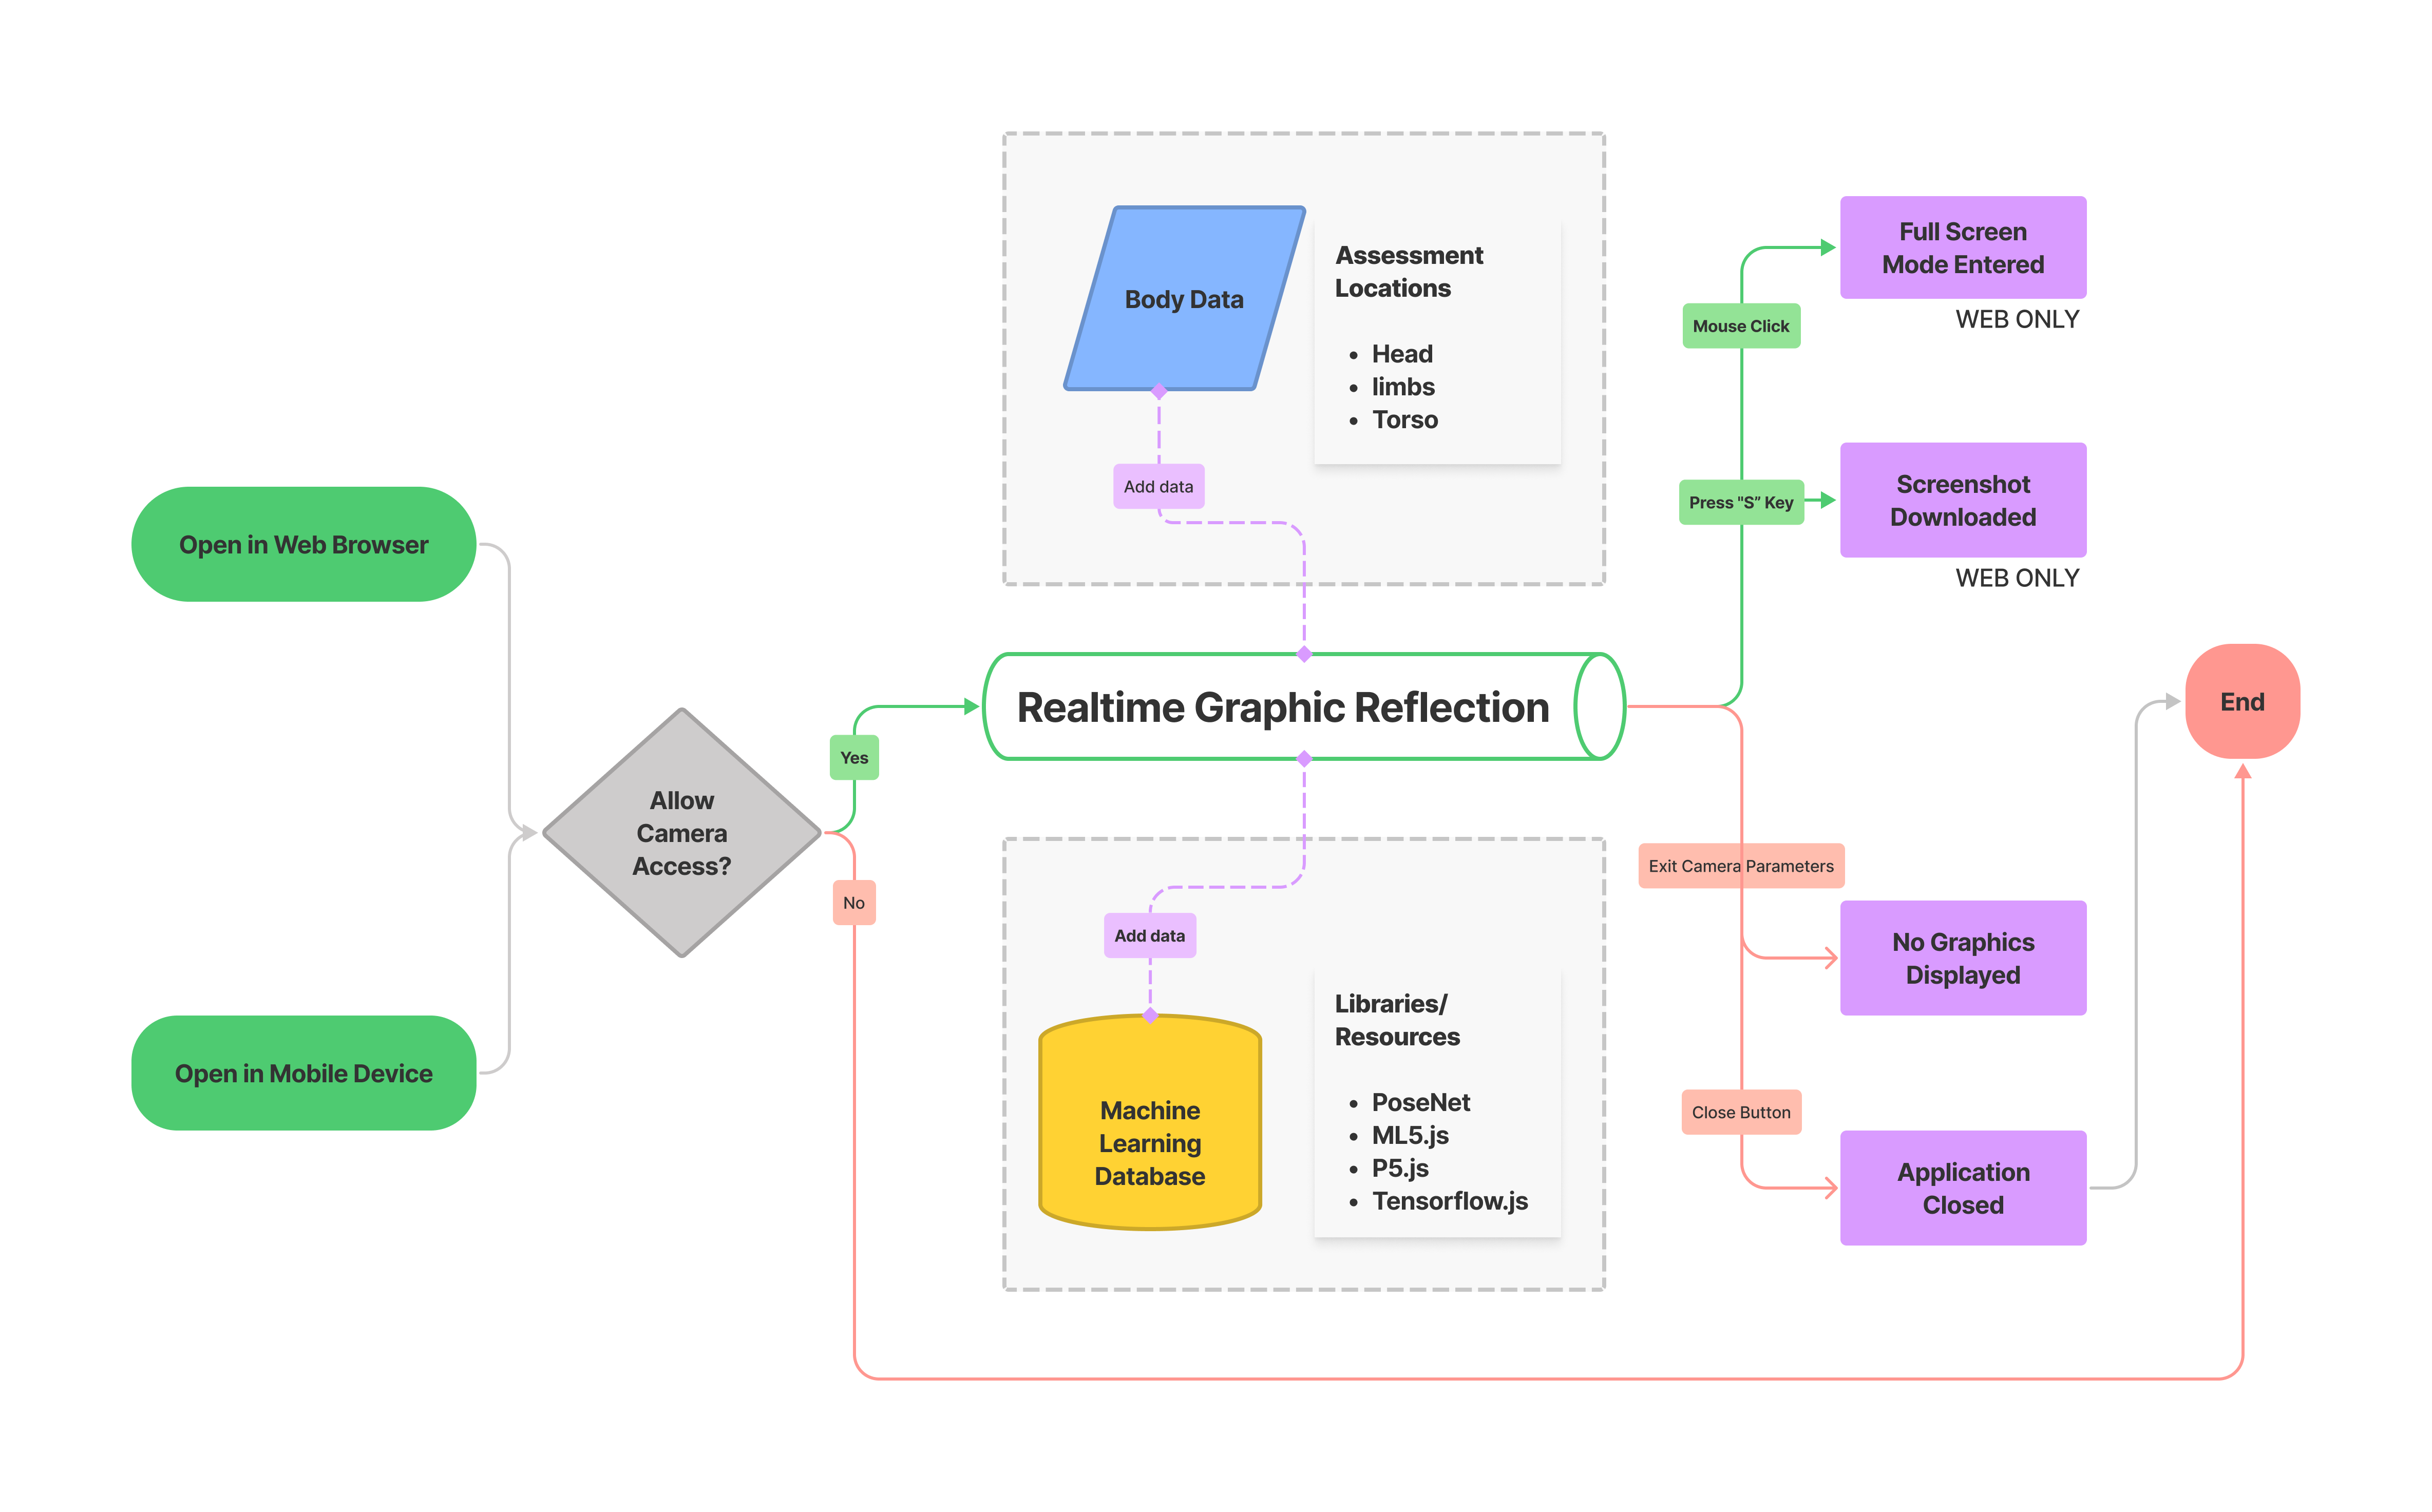 Open in Web Browser
Open in Mobile Device
Allow
Camera
Access?
Yes
No
Body Data
Add data
Assessment
Locations
• Head
• limbs
• Torso
Realtime Graphic Reflection
Add data
Machine
Learning
Database
Libraries/
Resources
• PoseNet
• ML5.js
• P5.js
• Tensorflow.js
Mouse Click
Full Screen
Mode Entered
WEB ONLY
Press "S” Key
Screenshot
Downloaded
WEB ONLY
Exit Camera Parameters
No Graphics
Displayed
Close Button
Application
Closed
End